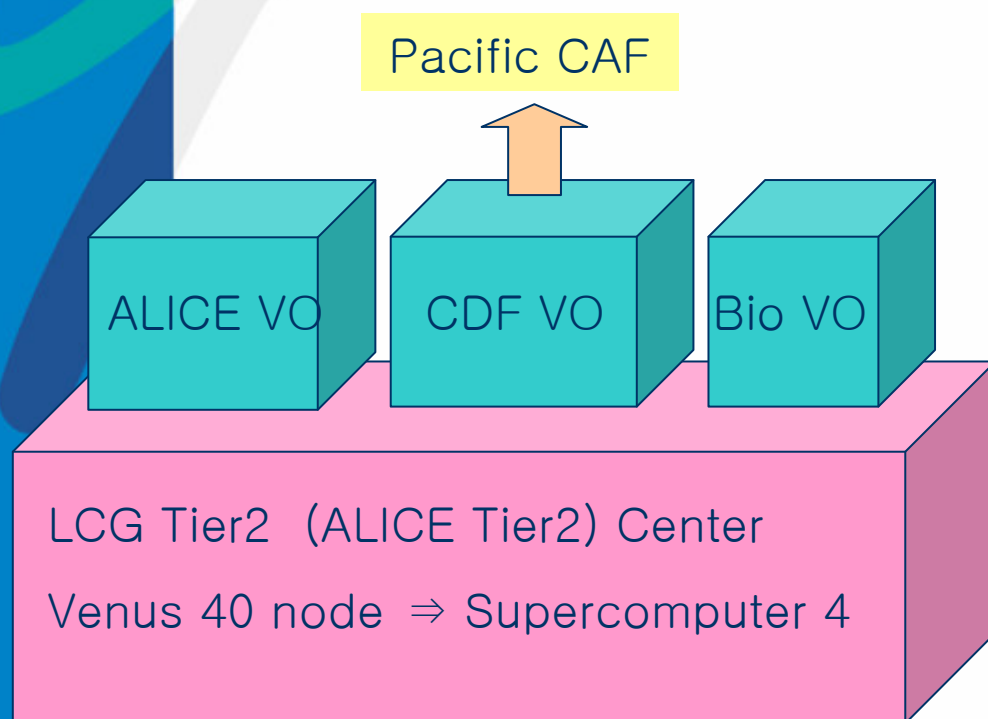 Pacific CAF
ALICE VO
CDF VO
Bio VO
LCG Tier2 (ALICE Tier2) Center
Venus 40 node ⇒ Supercomputer 4